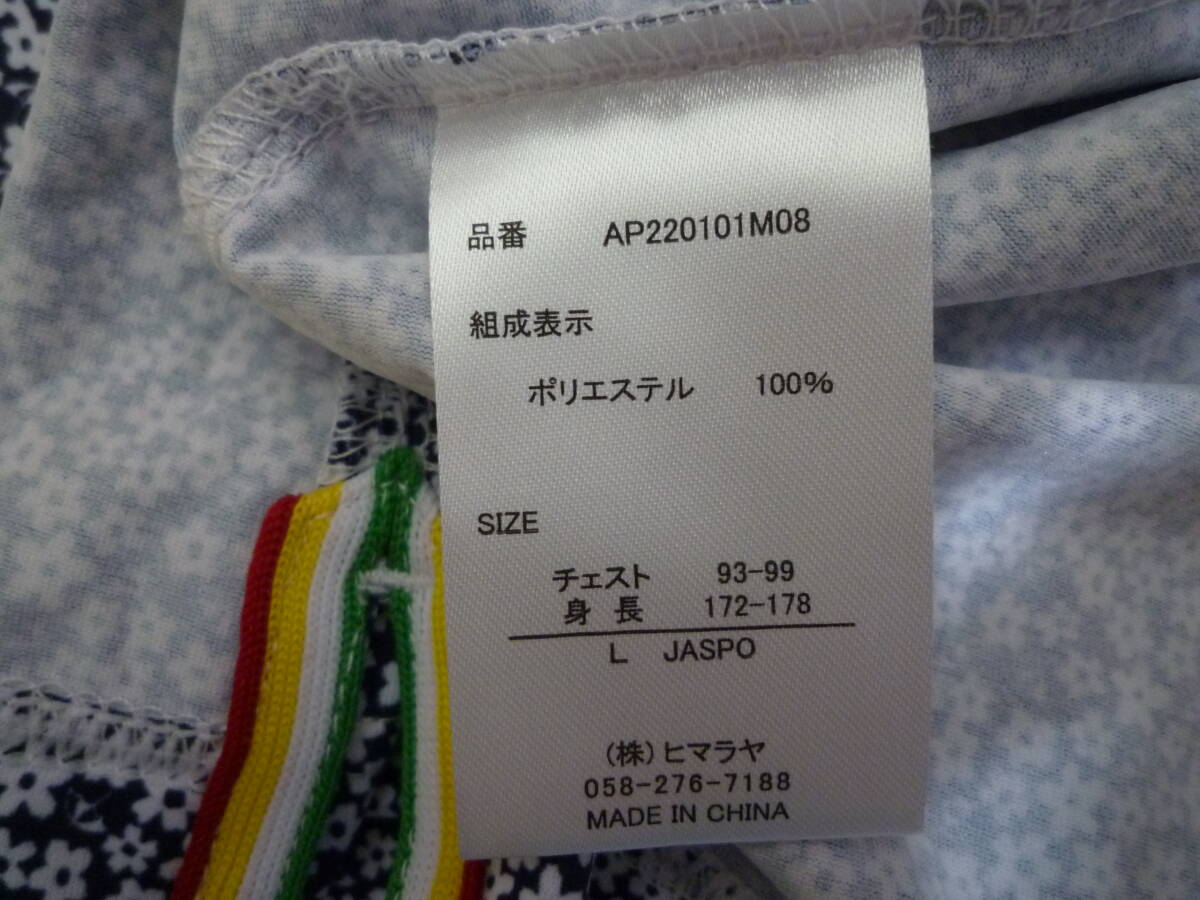 品番 AP220101M08
組成表示
ポリエステル 100%
SIZE
チェスト 93-99
身長 172-178
L JASPO
(株)ヒマラヤ
058-276-7188
MADE IN CHINA